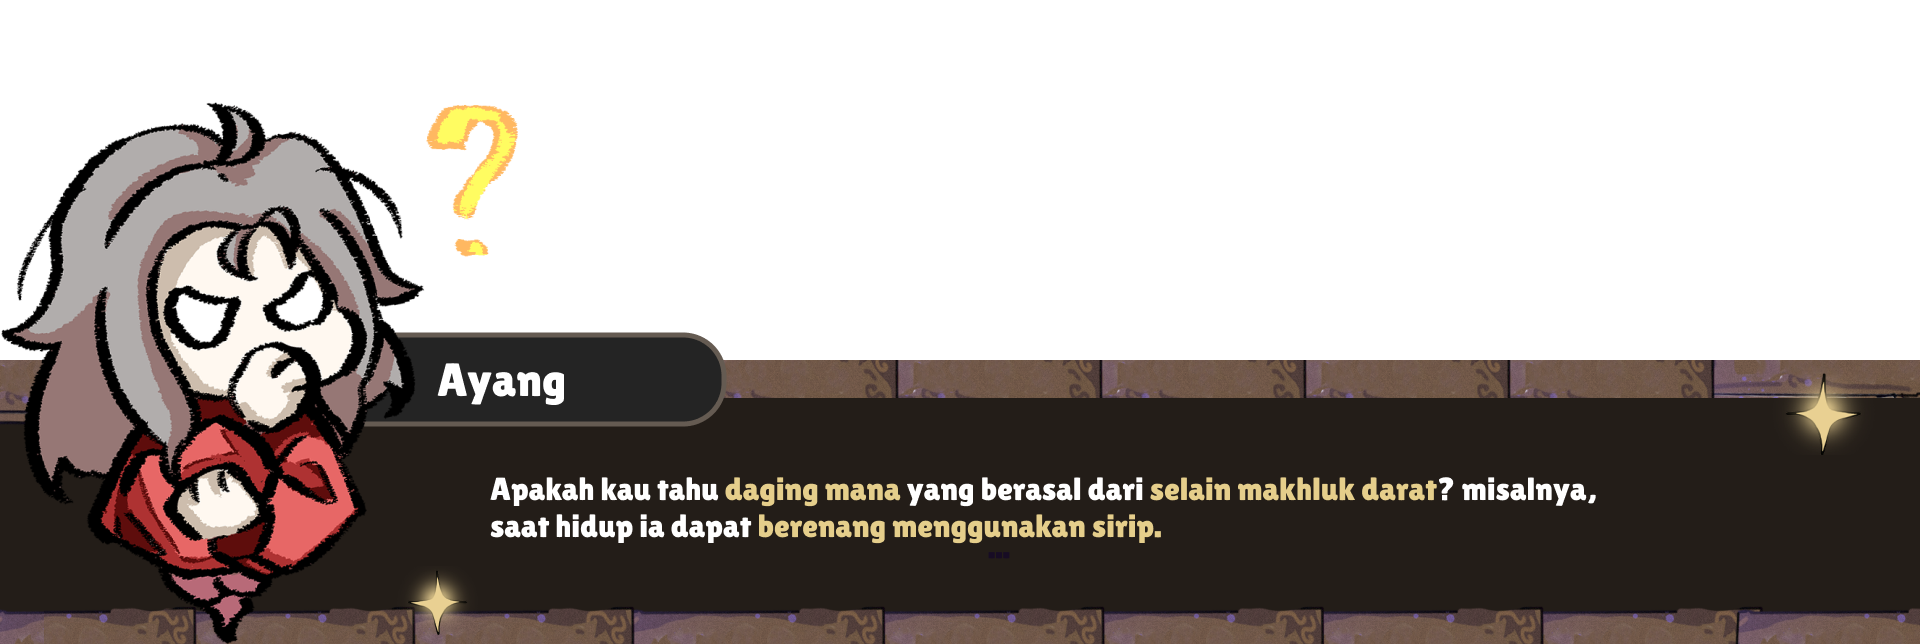 ?
Ayang
Apakah kau tahu daging mana yang berasal dari selain makhluk darat? misalnya,
saat hidup ia dapat berenang menggunakan sirip.
...